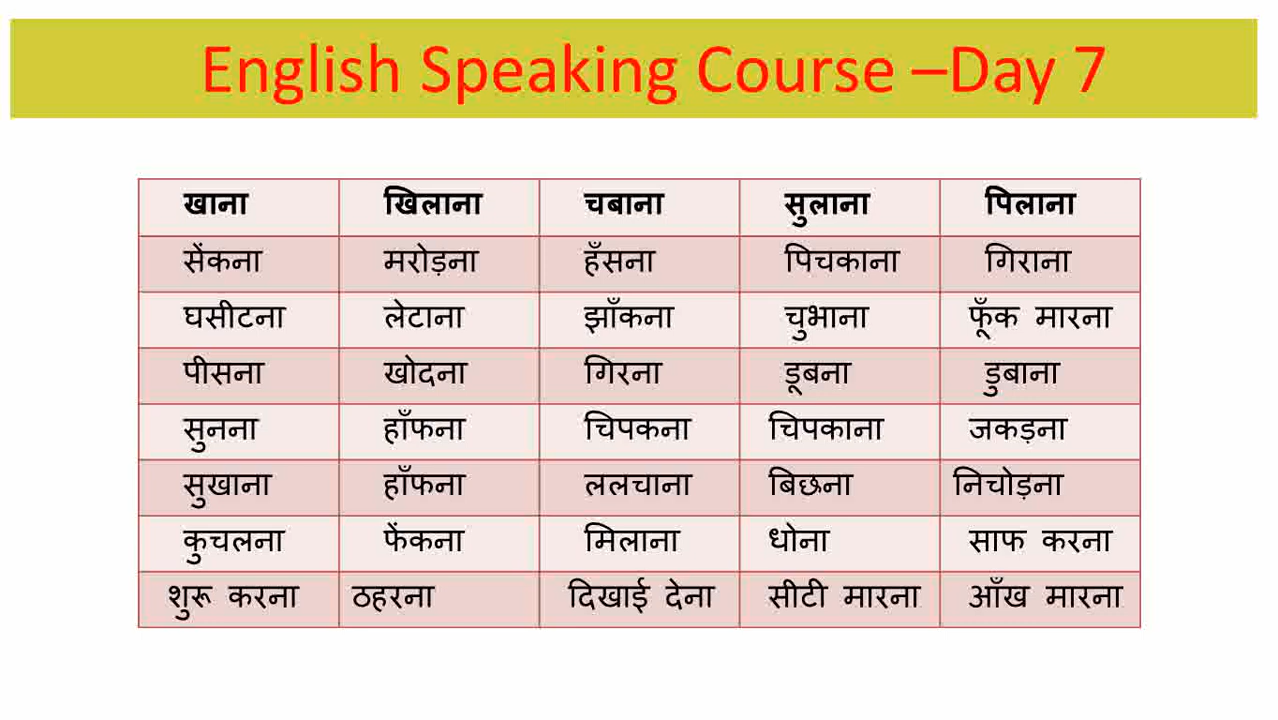 English Speaking Course –Day 7
खाना खिलाना चबाना सुलाना पिलाना
सेंकना मरोड़ना हँसना पिचकाना गिराना
घसीटना लेटाना झाँकना चुभाना फूँक मारना
पीसना खोदना गिरना डूबना डुबाना
सुनना हाँफना चिपकना चिपकाना जकड़ना
सुखाना हाँफना ललचाना बिछना निचोड़ना
कुचलना फेंकना मिलाना धोना साफ करना
शुरू करना ठहरना दिखाई देना सीटी मारना आँख मारना